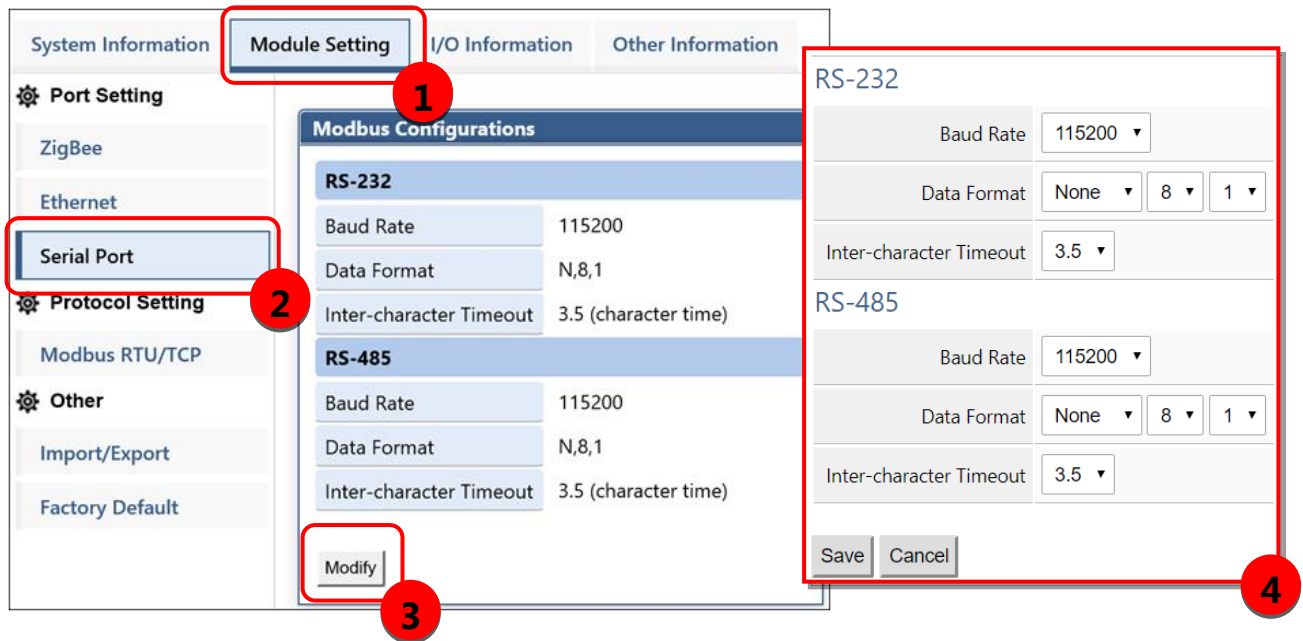 System Information Module Setting I/O Information Other Information
1
Port Setting
ZigBee
Ethernet
Serial Port
2
Protocol Setting
Modbus RTU/TCP
Other
Import/Export
Factory Default
Modbus Configurations
RS-232
Baud Rate 115200
Data Format N,8,1
Inter-character Timeout 3.5 (character time)
RS-485
Baud Rate 115200
Data Format N,8,1
Inter-character Timeout 3.5 (character time)
Modify
3
RS-232
Baud Rate 115200
Data Format None 8 1
Inter-character Timeout 3.5
RS-485
Baud Rate 115200
Data Format None 8 1
Inter-character Timeout 3.5
Save Cancel
4